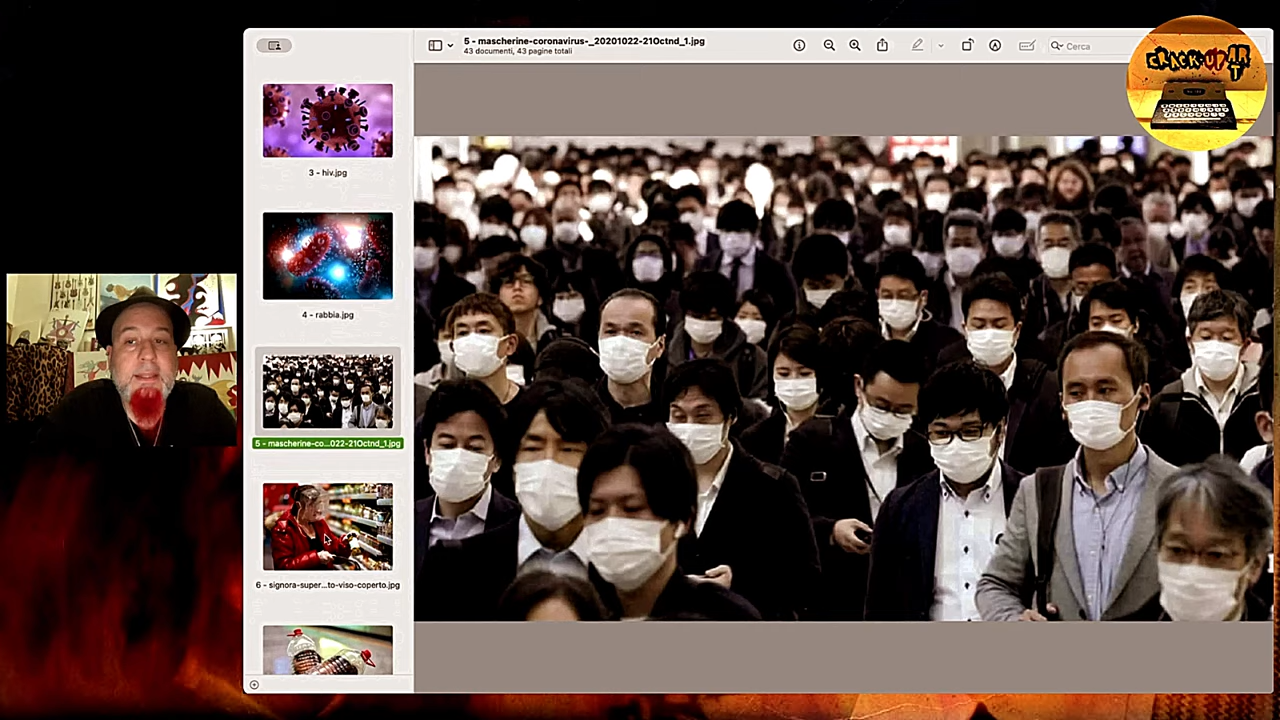 5 - mascherine-coronavirus-_20201022-21Octnd_1.jpg
43 documenti, 43 pagine totali
Cerca
CRACK-UP ART
3 - hiv.jpg
4 - rabbia.jpg
5 - mascherine-co...022-21Octnd_1.jpg
6 - signora-super...to-viso-coperto.jpg